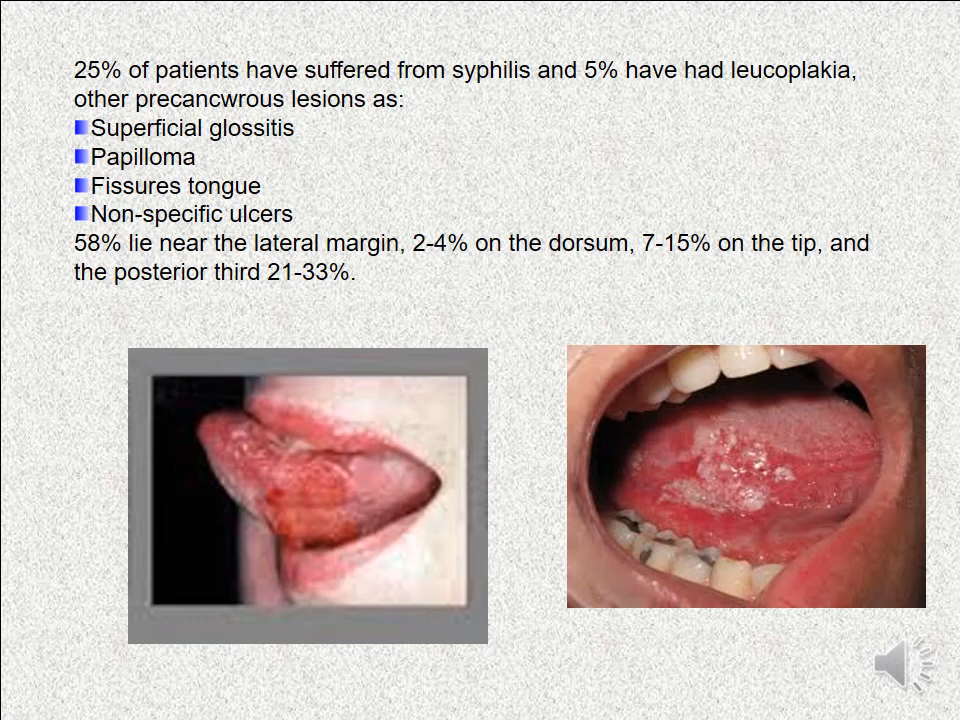 25% of patients have suffered from syphilis and 5% have had leucoplakia,
other precancwrous lesions as:
Superficial glossitis
Papilloma
Fissures tongue
Non-specific ulcers
58% lie near the lateral margin, 2-4% on the dorsum, 7-15% on the tip, and
the posterior third 21-33%.